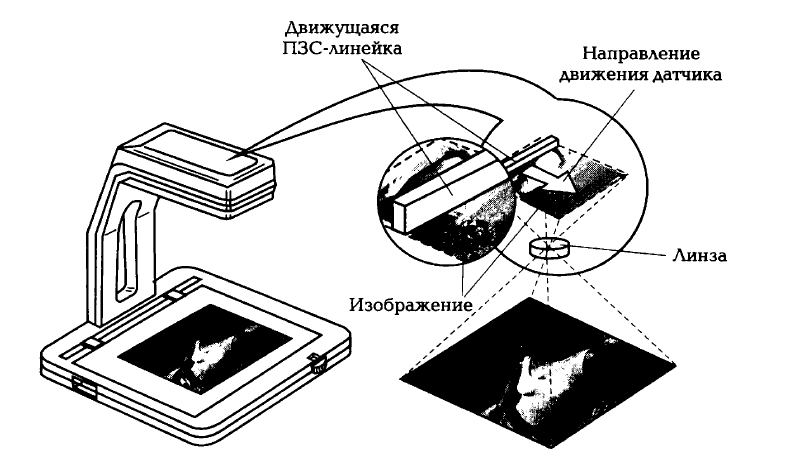 Движущаяся
ПЗС-линейка
Направление
движения датчика
Линза
Изображение